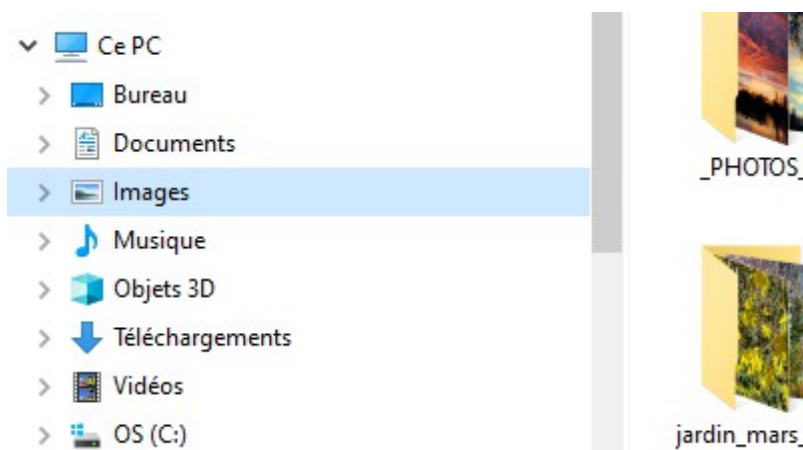 Ce PC
Bureau
Documents
Images
Musique
Objets 3D
Téléchargements
Vidéos
OS (C:)
_PHOTOS_
jardin_mars_